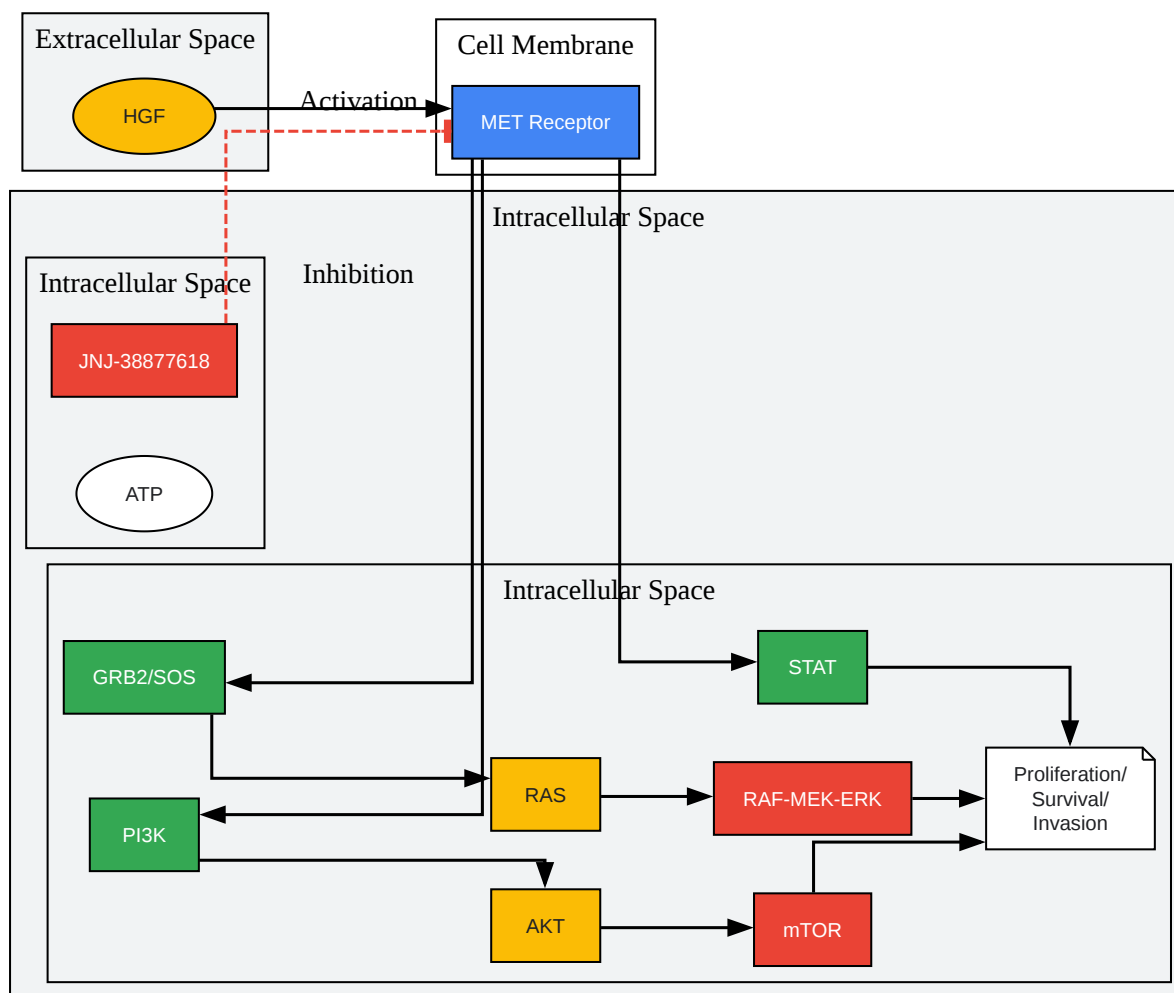 Extracellular Space
Cell Membrane
HGF
Activation
MET Receptor
Intracellular Space
Intracellular Space
Inhibition
JNJ-38877618
ATP
Intracellular Space
GRB2/SOS
STAT
RAS
RAF-MEK-ERK
Proliferation/
Survival/
Invasion
PI3K
AKT
mTOR